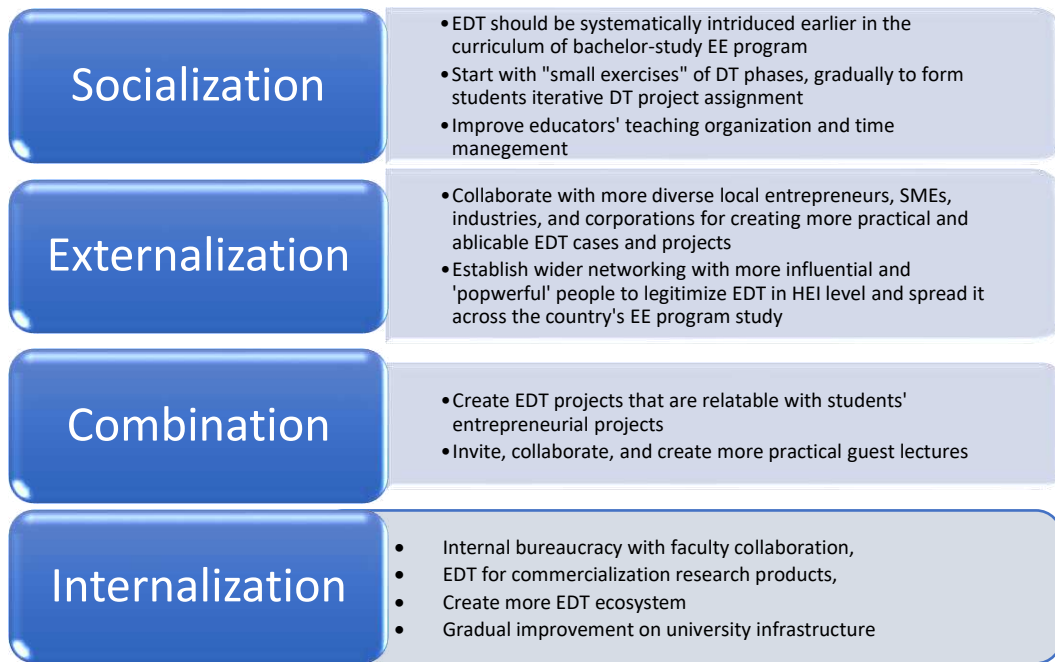 Socialization
•EDT should be systematically intriduced earlier in the
curriculum of bachelor-study EE program
•Start with "small exercises" of DT phases, gradually to form
students iterative DT project assignment
•Improve educators' teaching organization and time
manegement
Externalization
•Collaborate with more diverse local entrepreneurs, SMEs,
industries, and corporations for creating more practical and
ablicable EDT cases and projects
•Establish wider networking with more influential and
'popwerful' people to legitimize EDT in HEI level and spread it
across the country's EE program study
Combination
•Create EDT projects that are relatable with students'
entrepreneurial projects
•Invite, collaborate, and create more practical guest lectures
Internalization
• Internal bureaucracy with faculty collaboration,
• EDT for commercialization research products,
• Create more EDT ecosystem
• Gradual improvement on university infrastructure